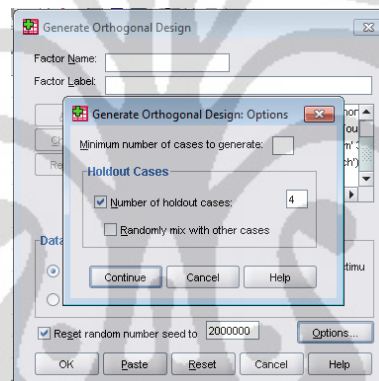 Generate Orthogonal Design
Factor Name:
Factor Label:
Generate Orthogonal Design: Options
Minimum number of cases to generate:
Holdout Cases
Number of holdout cases: 4
Randomly mix with other cases
Continue Cancel Help
Data
Reset random number seed to 2000000 Options...
OK Paste Reset Cancel Help